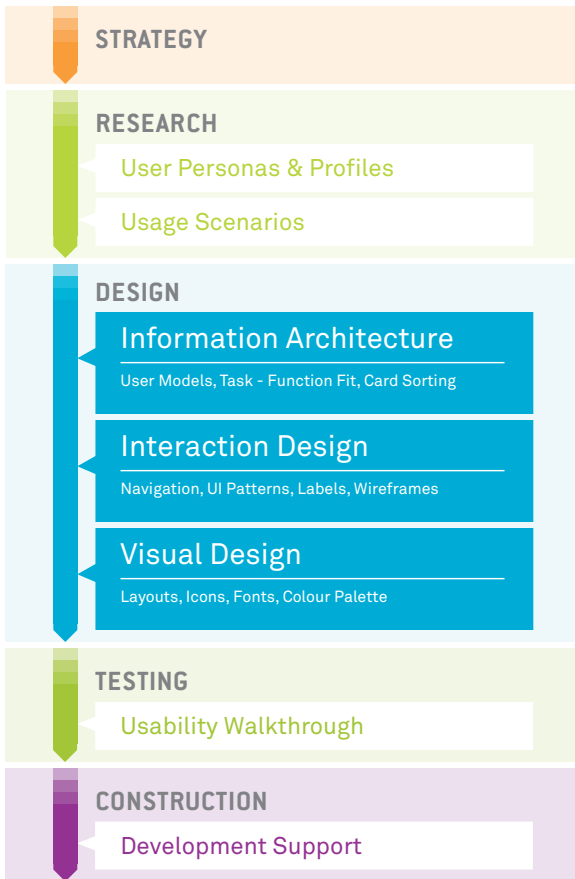 STRATEGY
RESEARCH
User Personas & Profiles
Usage Scenarios
DESIGN
Information Architecture
User Models, Task - Function Fit, Card Sorting
Interaction Design
Navigation, UI Patterns, Labels, Wireframes
Visual Design
Layouts, Icons, Fonts, Colour Palette
TESTING
Usability Walkthrough
CONSTRUCTION
Development Support